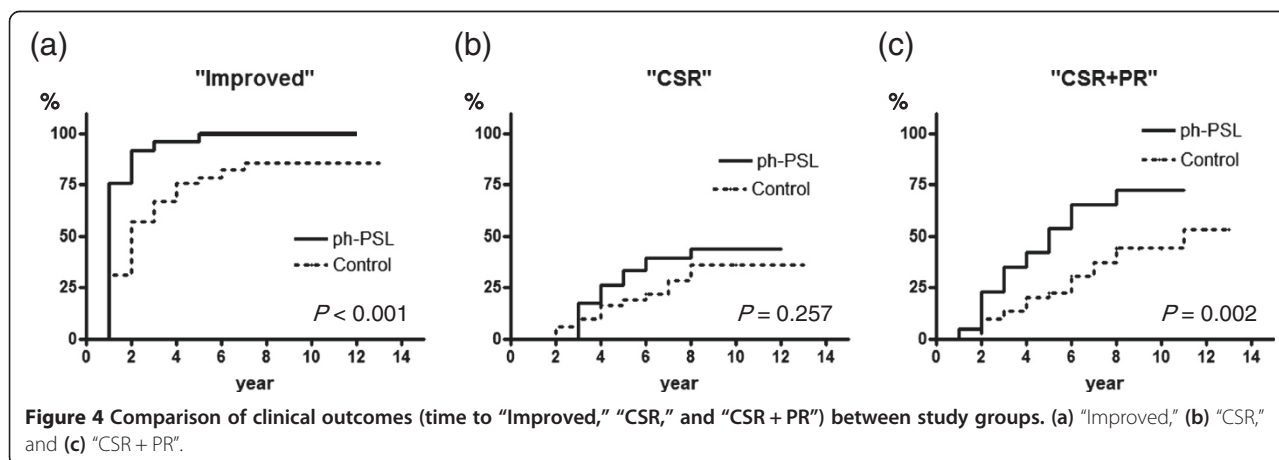 (a)
"Improved"
%
100
75
50
25
0
0 2 4 6 8 10 12 14
year
ph-PSL
Control
P < 0.001
(b)
"CSR"
%
100
75
50
25
0
0 2 4 6 8 10 12 14
year
ph-PSL
Control
P = 0.257
(c)
"CSR+PR"
%
100
75
50
25
0
0 2 4 6 8 10 12 14
year
ph-PSL
Control
P = 0.002
Figure 4 Comparison of clinical outcomes (time to “Improved,” “CSR,” and “CSR + PR”) between study groups. (a) “Improved,” (b) “CSR,”
and (c) “CSR + PR”.